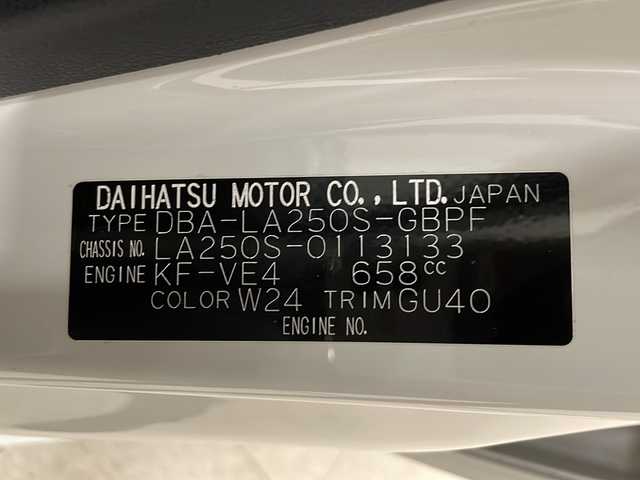 DAIHATSU MOTOR CO., LTD. JAPAN
TYPE DBA-LA250S-GBPF
CHASSIS NO. LA250S-0113133
ENGINE KF-VE4 658cc
COLOR W24 TRIM GU40
ENGINE NO.